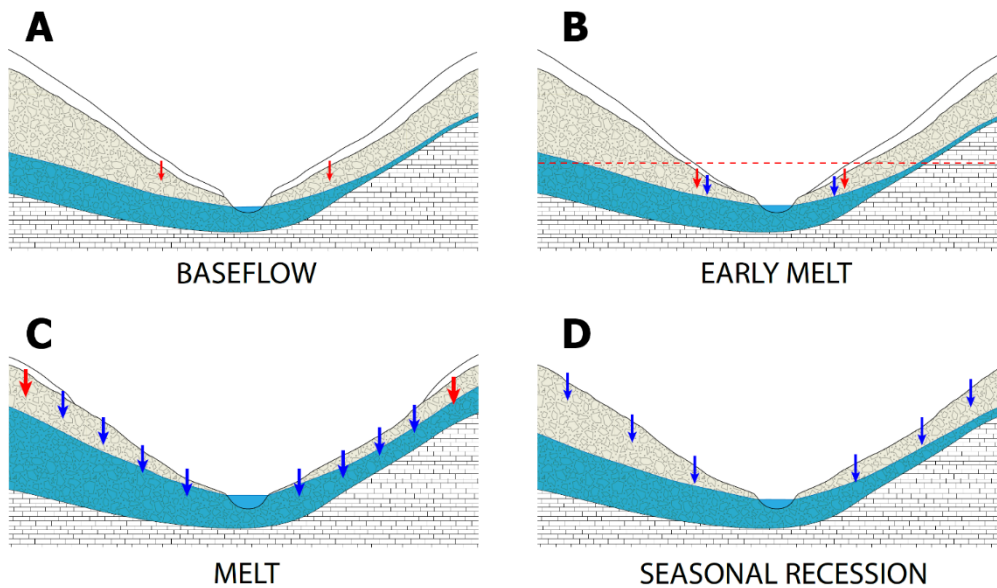 A
B
BASEFLOW
EARLY MELT
C
D
MELT
SEASONAL RECESSION